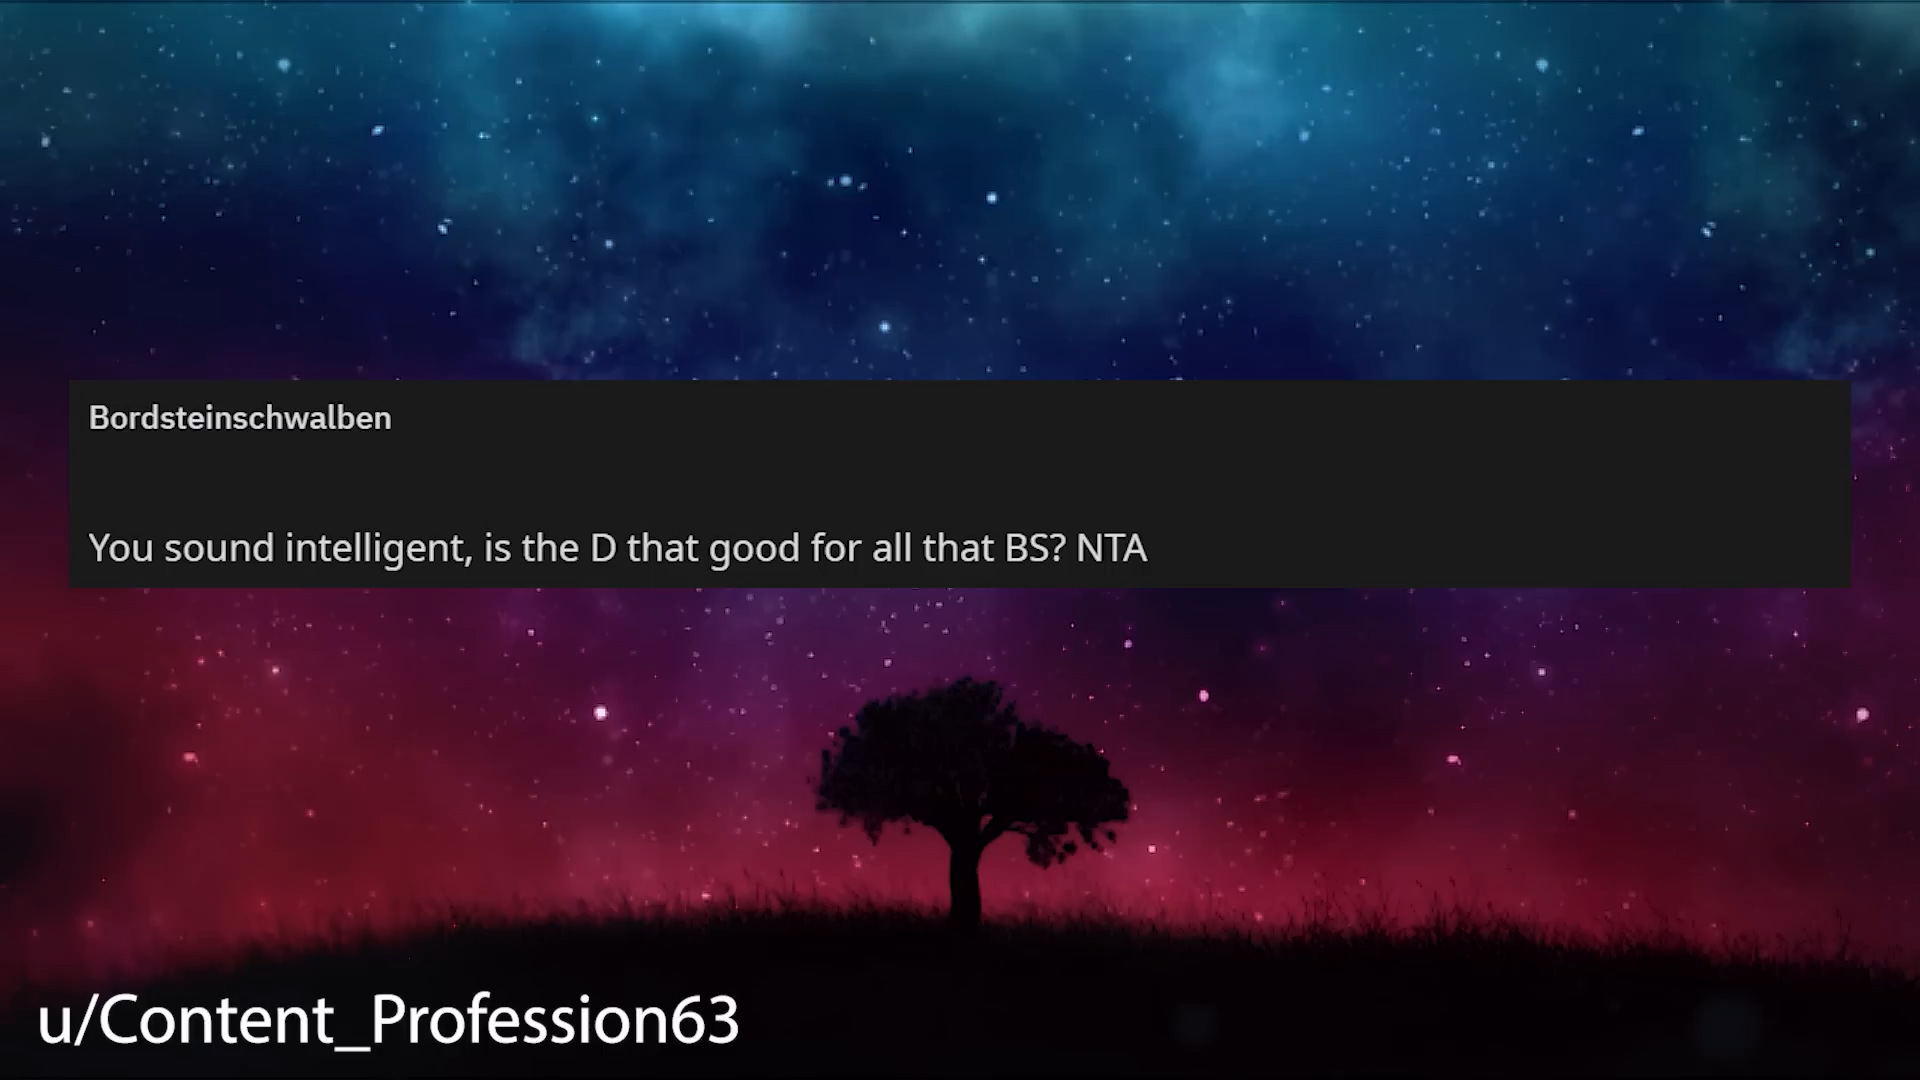 Bordsteinschwalben
You sound intelligent, is the D that good for all that BS? NTA
u/Content_Profession63